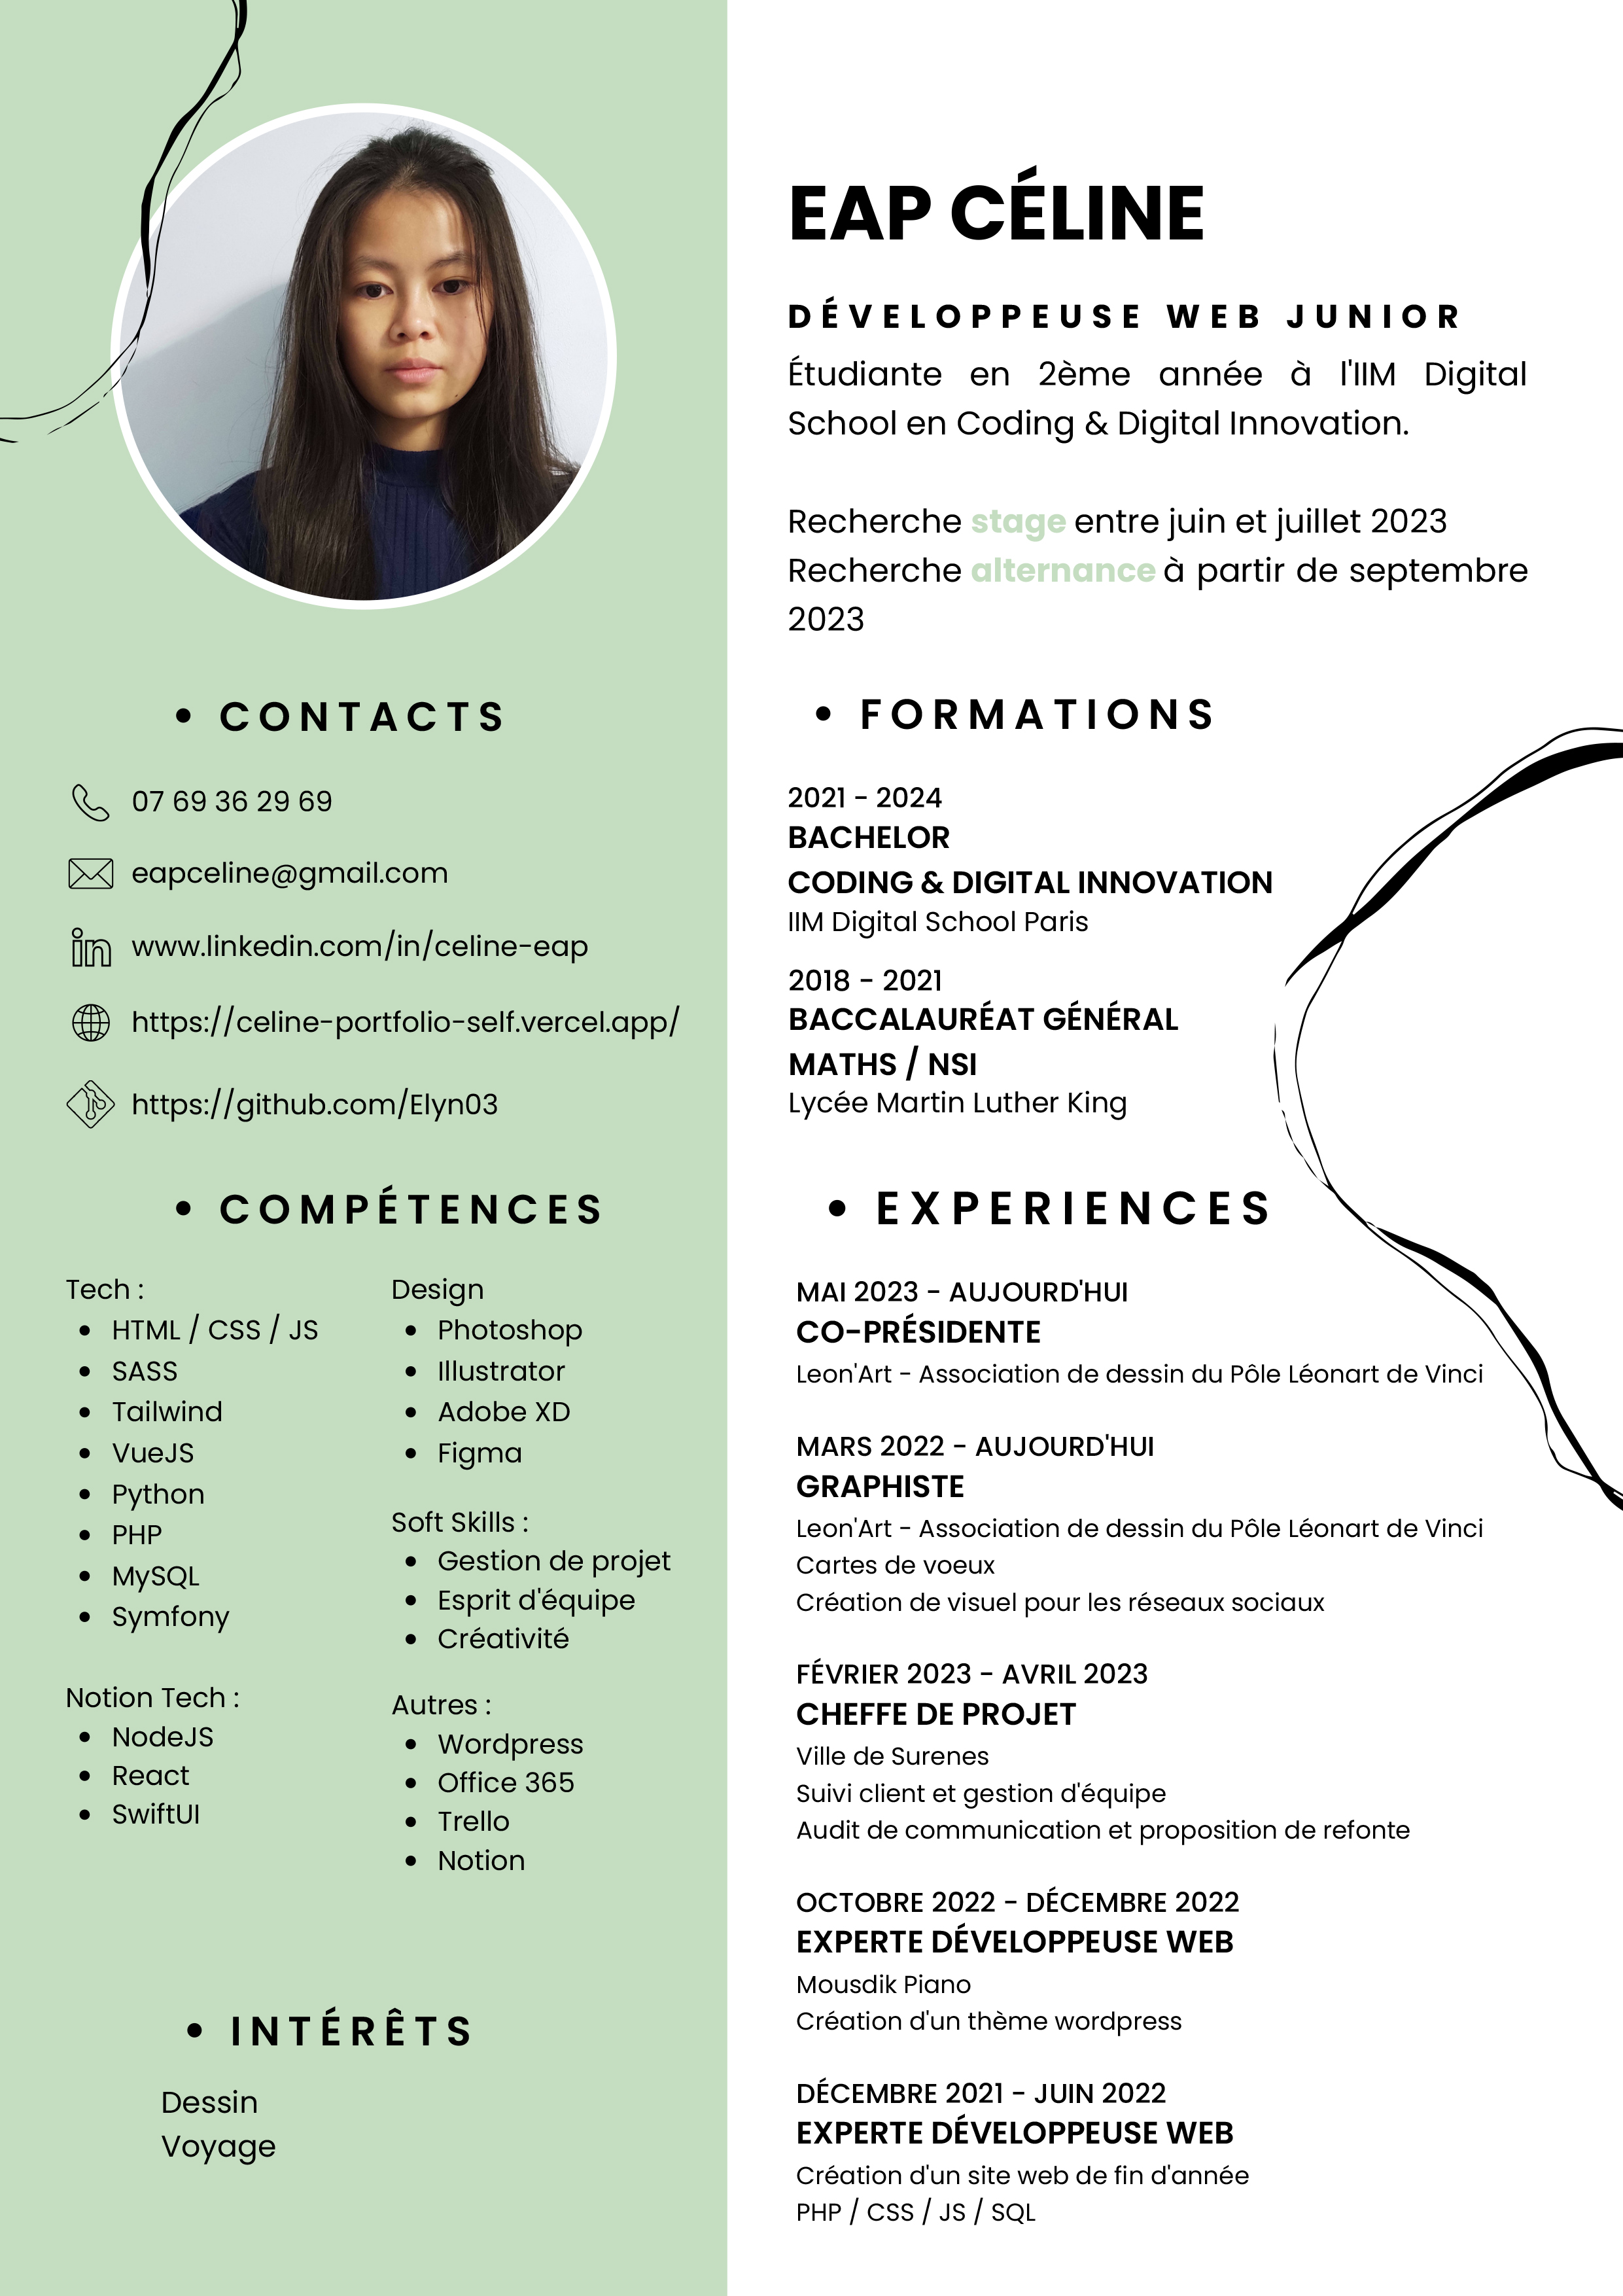 EAP CÉLINE
DÉVELOPPEUSE WEB JUNIOR
Étudiante en 2ème année à l'IIM Digital
School en Coding & Digital Innovation.
Recherche stage entre juin et juillet 2023
Recherche alternance à partir de septembre
2023
• CONTACTS
07 69 36 29 69
eapceline@gmail.com
in www.linkedin.com/in/celine-eap
https://celine-portfolio-self.vercel.app/
https://github.com/Elyn03
• COMPÉTENCES
Tech :
• HTML / CSS / JS
• SASS
• Tailwind
• VueJS
• Python
• PHP
• MySQL
• Symfony
Notion Tech :
• NodeJS
• React
• SwiftUI
Design
• Photoshop
• Illustrator
• Adobe XD
• Figma
Soft Skills :
• Gestion de projet
• Esprit d'équipe
• Créativité
Autres :
• Wordpress
• Office 365
• Trello
• Notion
• INTÉRÊTS
Dessin
Voyage
• FORMATIONS
2021 - 2024
BACHELOR
CODING & DIGITAL INNOVATION
IIM Digital School Paris
2018 - 2021
BACCALAURÉAT GÉNÉRAL
MATHS / NSI
Lycée Martin Luther King
• EXPERIENCES
MAI 2023 - AUJOURD'HUI
CO-PRÉSIDENTE
Leon'Art - Association de dessin du Pôle Léonart de Vinci
MARS 2022 - AUJOURD'HUI
GRAPHISTE
Leon'Art - Association de dessin du Pôle Léonart de Vinci
Cartes de voeux
Création de visuel pour les réseaux sociaux
FÉVRIER 2023 - AVRIL 2023
CHEFFE DE PROJET
Ville de Surenes
Suivi client et gestion d'équipe
Audit de communication et proposition de refonte
OCTOBRE 2022 - DÉCEMBRE 2022
EXPERTE DÉVELOPPEUSE WEB
Mousdik Piano
Création d'un thème wordpress
DÉCEMBRE 2021 - JUIN 2022
EXPERTE DÉVELOPPEUSE WEB
Création d'un site web de fin d'année
PHP / CSS / JS / SQL